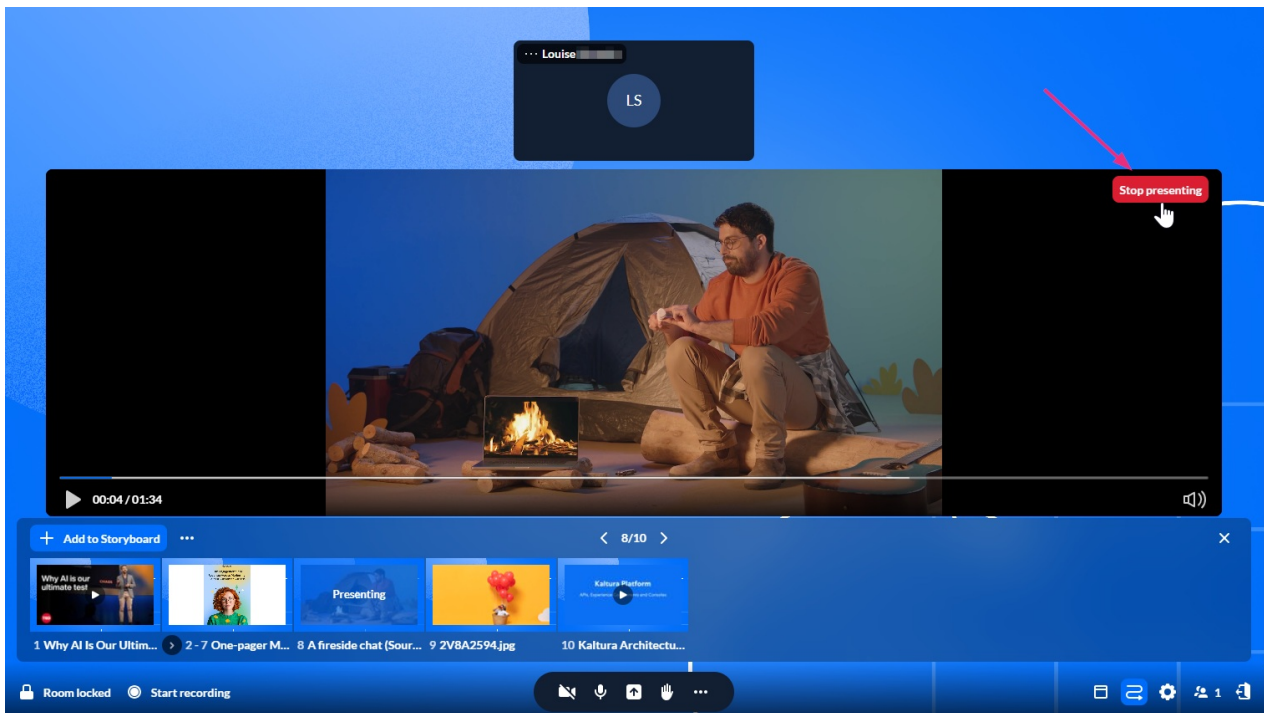 ··· Louise
LS
Stop presenting
00:04 / 01:34
+ Add to Storyboard ···
< 8/10 >
Why AI is our
ultimate test
Presenting
Kaltura Platform
1 Why AI Is Our Ultim...
2 - 7 One-pager M...
8 A fireside chat (Sour...
9 2V8A2594.jpg
10 Kaltura Architectu...
Room locked
Start recording
1